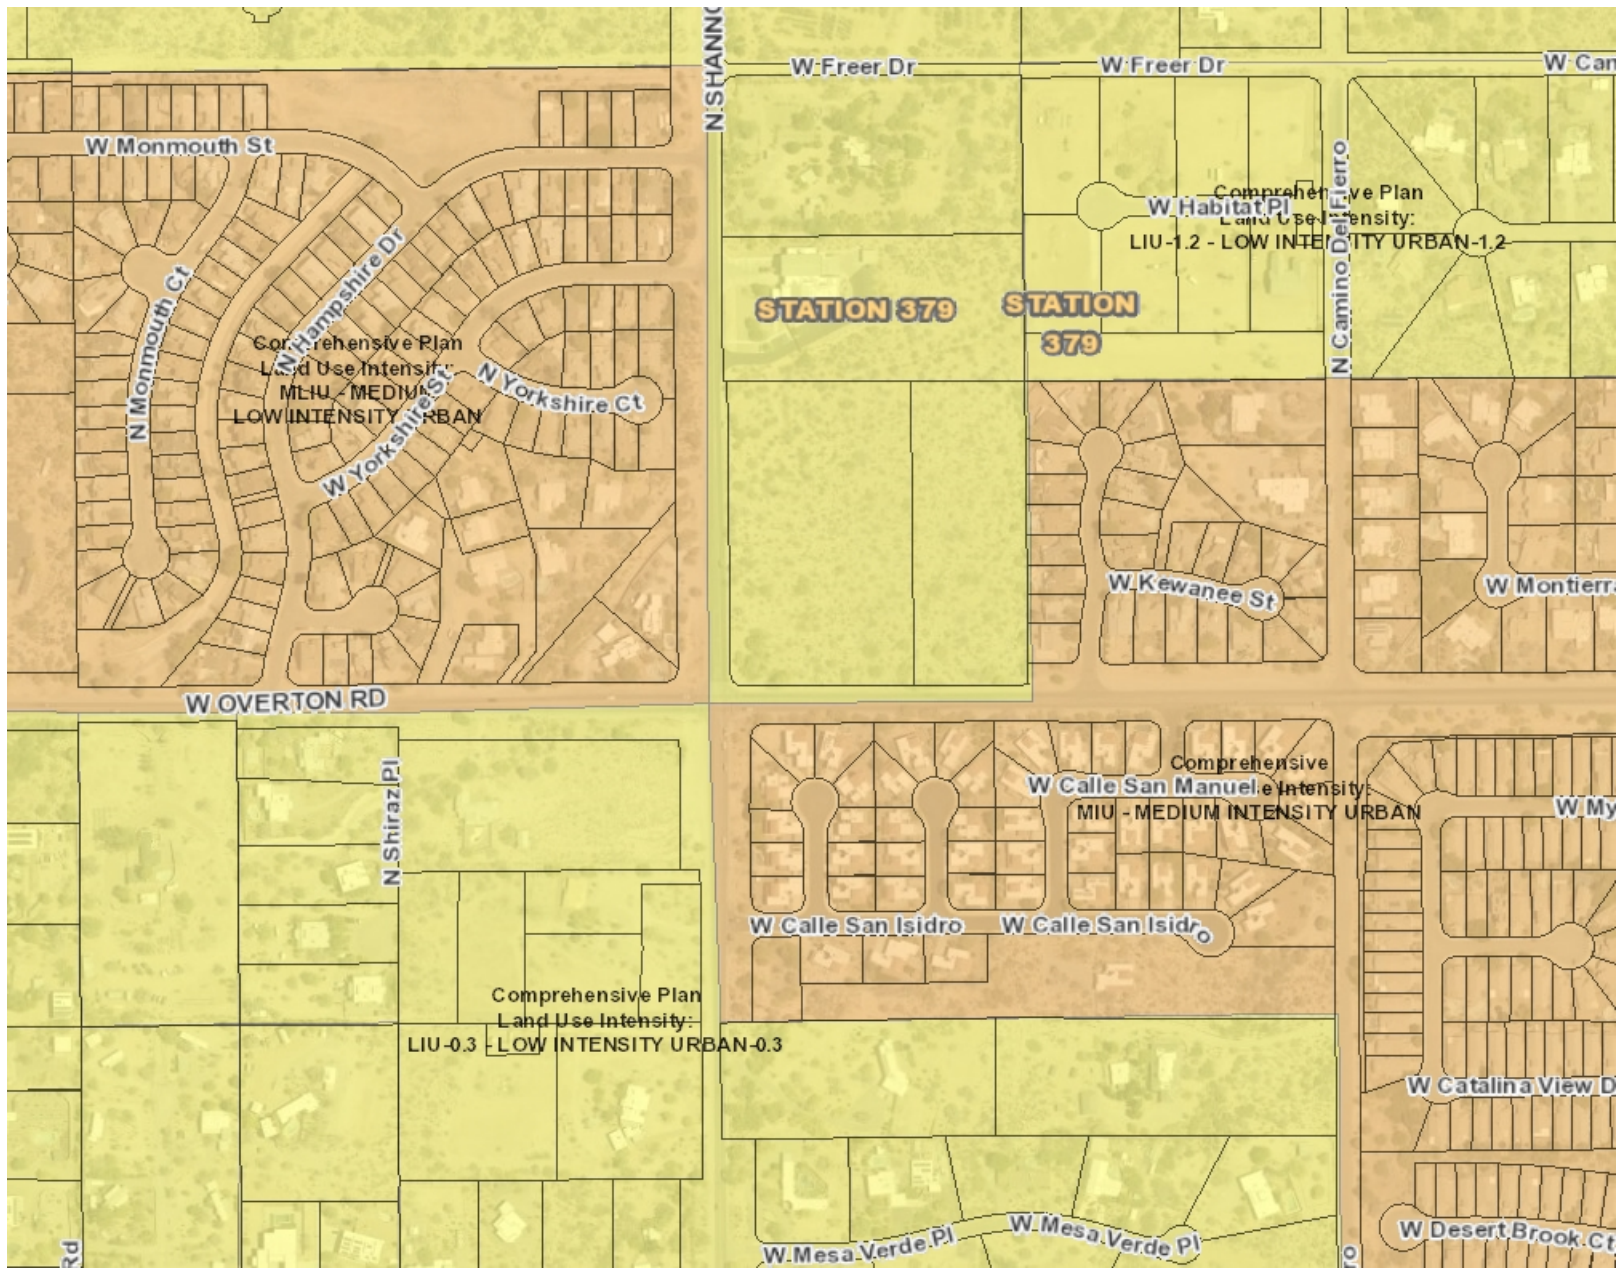 N SHANNO
W Freer Dr
W Freer Dr
W Can
W Monmouth St
N Camino Del Fierro
Comprehensive Plan
Land Use Intensity:
LIU-1.2 - LOW INTENSITY URBAN-1.2
W Habitat Pl
N Hampshire Dr
N Monmouth Ct
STATION 379
STATION
379
Comprehensive Plan
Land Use Intensity:
MLIU - MEDIUM
LOW INTENSITY URBAN
N Yorkshire Ct
W Yorkshire St
W Kewanee St
W Montierra
W OVERTON RD
N Shiraz Pl
Comprehensive
e Intensity:
MIU - MEDIUM INTENSITY URBAN
W Calle San Manuel
W My
W Calle San Isidro
W Calle San Isidro
Comprehensive Plan
Land Use Intensity:
LIU-0.3 - LOW INTENSITY URBAN-0.3
W Catalina View D
W Mesa Verde Pl
W Mesa Verde Pl
W Desert Brook Ct
Rd
ro